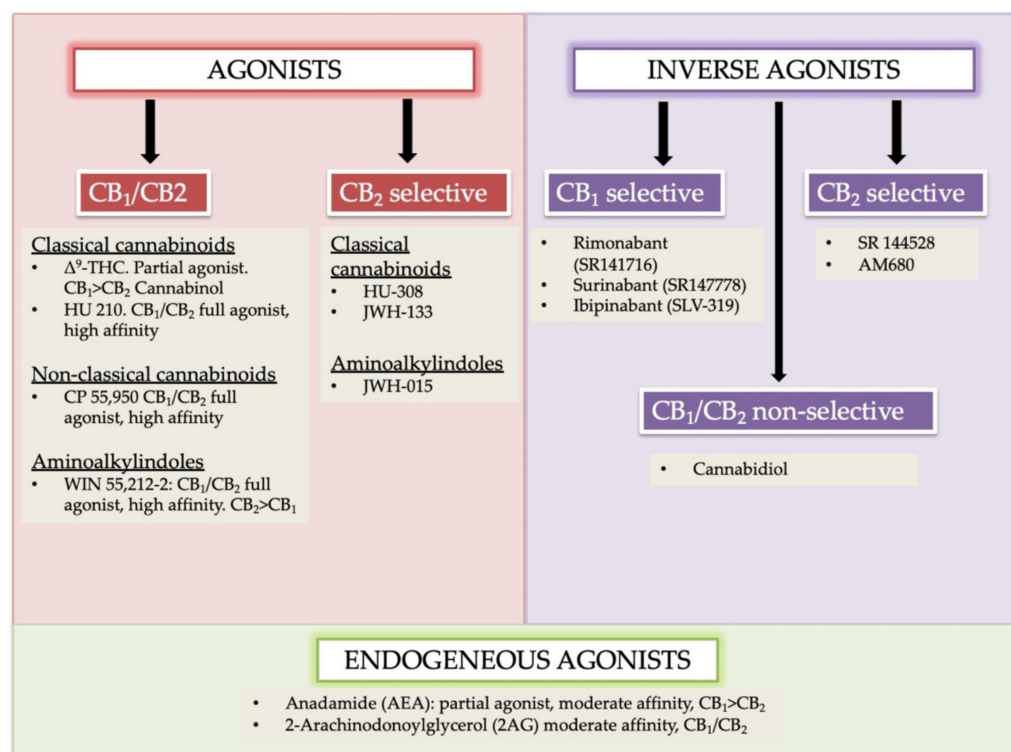 AGONISTS
CB₁/CB2
Classical cannabinoids
• Δ⁹-THC. Partial agonist.
CB₁>CB₂ Cannabinol
• HU 210. CB₁/CB₂ full agonist,
high affinity
Non-classical cannabinoids
• CP 55,950 CB₁/CB₂ full
agonist, high affinity
Aminoalkylindoles
• WIN 55,212-2: CB₁/CB₂ full
agonist, high affinity. CB₂>CB₁
CB₂ selective
Classical
cannabinoids
• HU-308
• JWH-133
Aminoalkylindoles
• JWH-015
INVERSE AGONISTS
CB₁ selective
• Rimonabant
(SR141716)
• Surinabant (SR147778)
• Ibipinabant (SLV-319)
CB₂ selective
• SR 144528
• AM680
CB₁/CB₂ non-selective
• Cannabidiol
ENDOGENEOUS AGONISTS
• Anadamide (AEA): partial agonist, moderate affinity, CB₁>CB₂
• 2-Arachinodonoylglycerol (2AG) moderate affinity, CB₁/CB₂